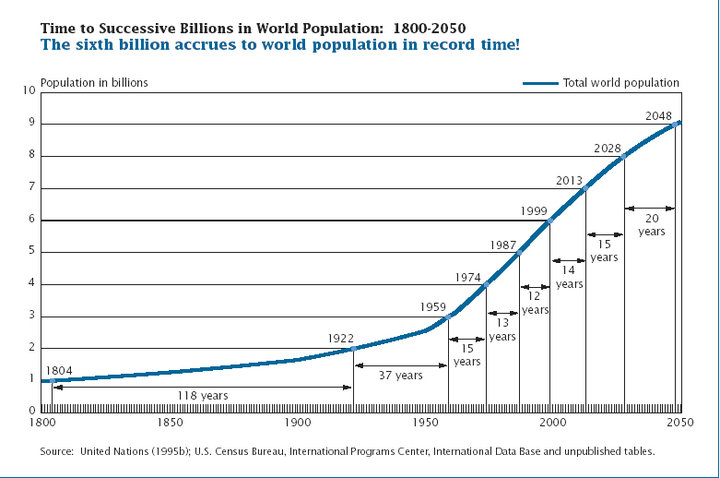 Time to Successive Billions in World Population: 1800-2050
The sixth billion accrues to world population in record time!
Population in billions
Total world population
10
9
8
7
6
5
4
3
2
1
0
1804
1922
1959
1974
1987
1999
2013
2028
2048
118 years
37 years
15
years
13
years
12
years
14
years
15
years
20
years
1800
1850
1900
1950
2000
2050
Source: United Nations (1995b); U.S. Census Bureau, International Programs Center, International Data Base and unpublished tables.